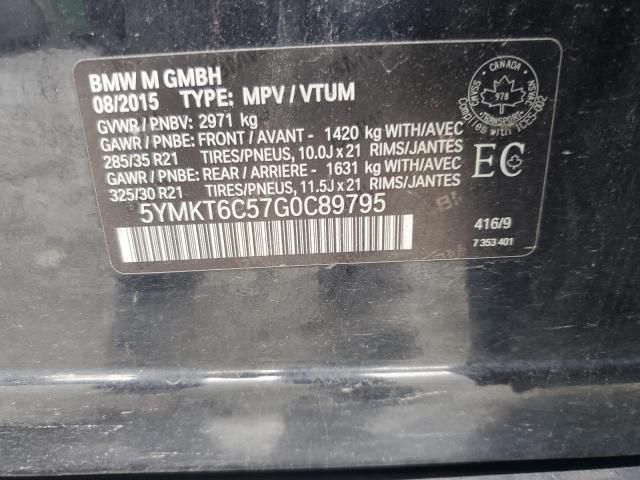 BMW M GMBH
08/2015 TYPE: MPV / VTUM
GVWR / PNBV: 2971 kg
GAWR / PNBE: FRONT / AVANT - 1420 kg WITH/AVEC
285/35 R21 TIRES/PNEUS, 10.0J x 21 RIMS/JANTES
GAWR / PNBE: REAR / ARRIERE - 1631 kg WITH/AVEC
325/30 R21 TIRES/PNEUS, 11.5J x 21 RIMS/JANTES
5YMKT6C57G0C89795
CANADA
978
TRANSPORT
EC
416/9
7 353 401